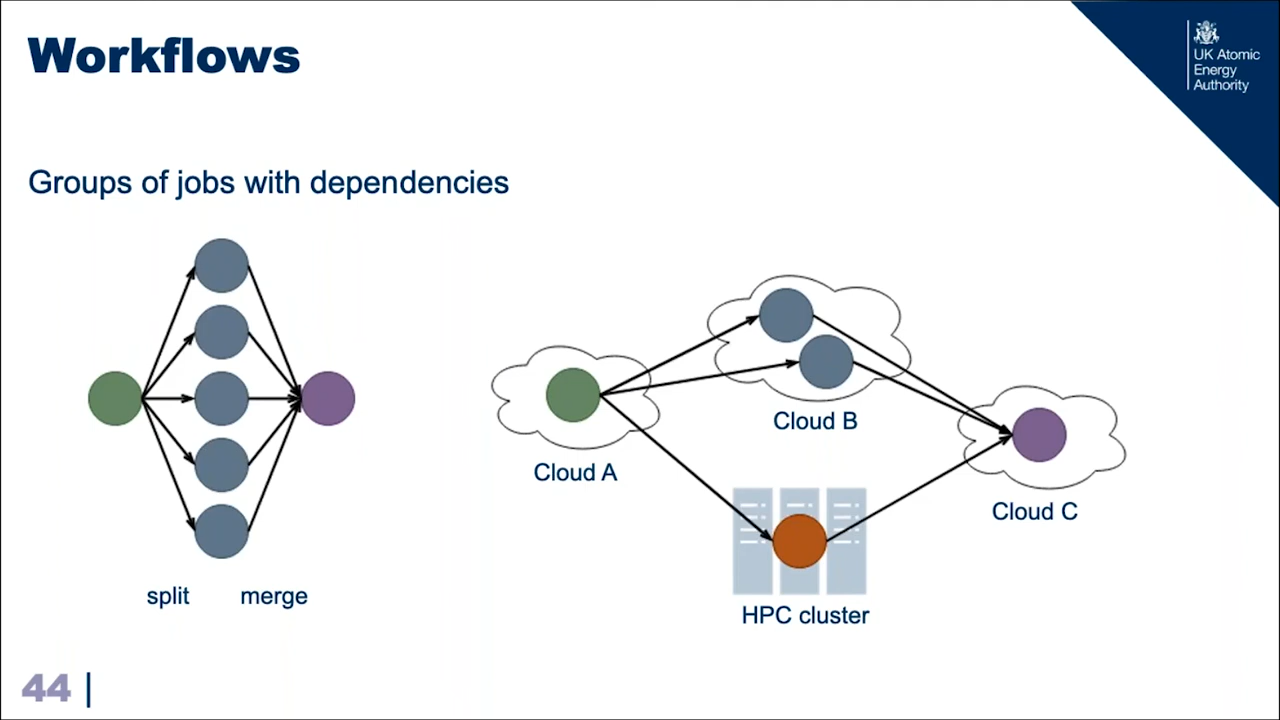 Workflows
UK Atomic
Energy
Authority
Groups of jobs with dependencies
Cloud B
Cloud A
Cloud C
split merge
HPC cluster
44 |